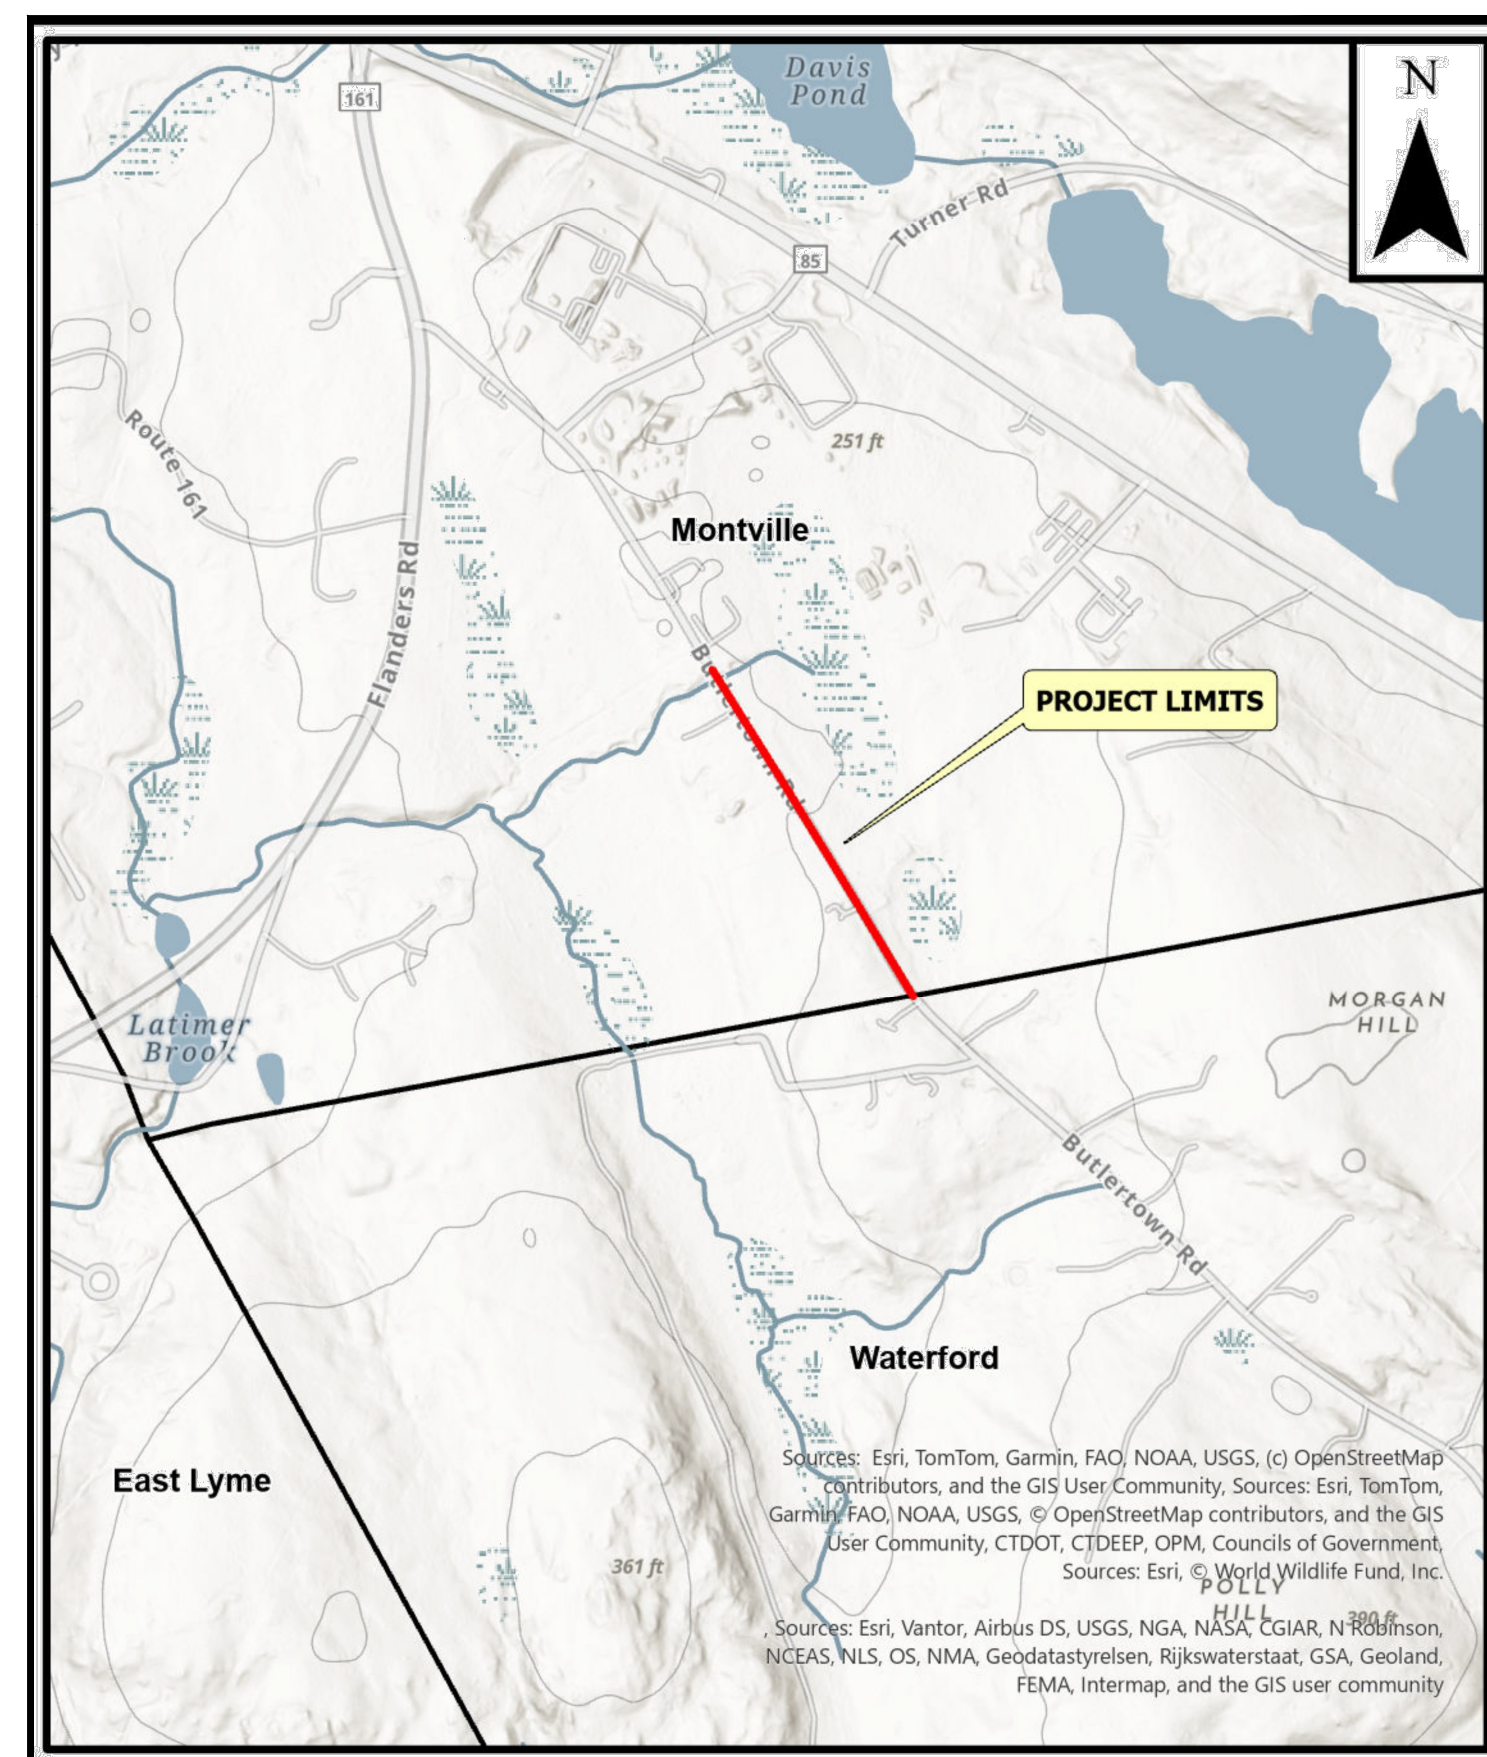 Davis
Pond
N
161
Turner Rd
85
Route 161
251 ft
Montville
Flanders Rd
Butlertown Rd
PROJECT LIMITS
MORGAN
HILL
Latimer
Brook
Butlertown Rd
Waterford
East Lyme
Sources: Esri, TomTom, Garmin, FAO, NOAA, USGS, (c) OpenStreetMap
contributors, and the GIS User Community, Sources: Esri, TomTom,
Garmin, FAO, NOAA, USGS, © OpenStreetMap contributors, and the GIS
User Community, CTDOT, CTDEEP, OPM, Councils of Government,
Sources: Esri, © World Wildlife Fund, Inc.
361 ft
POLLY
HILL
390 ft
, Sources: Esri, Vantor, Airbus DS, USGS, NGA, NASA, CGIAR, N Robinson,
NCEAS, NLS, OS, NMA, Geodatastyrelsen, Rijkswaterstaat, GSA, Geoland,
FEMA, Intermap, and the GIS user community